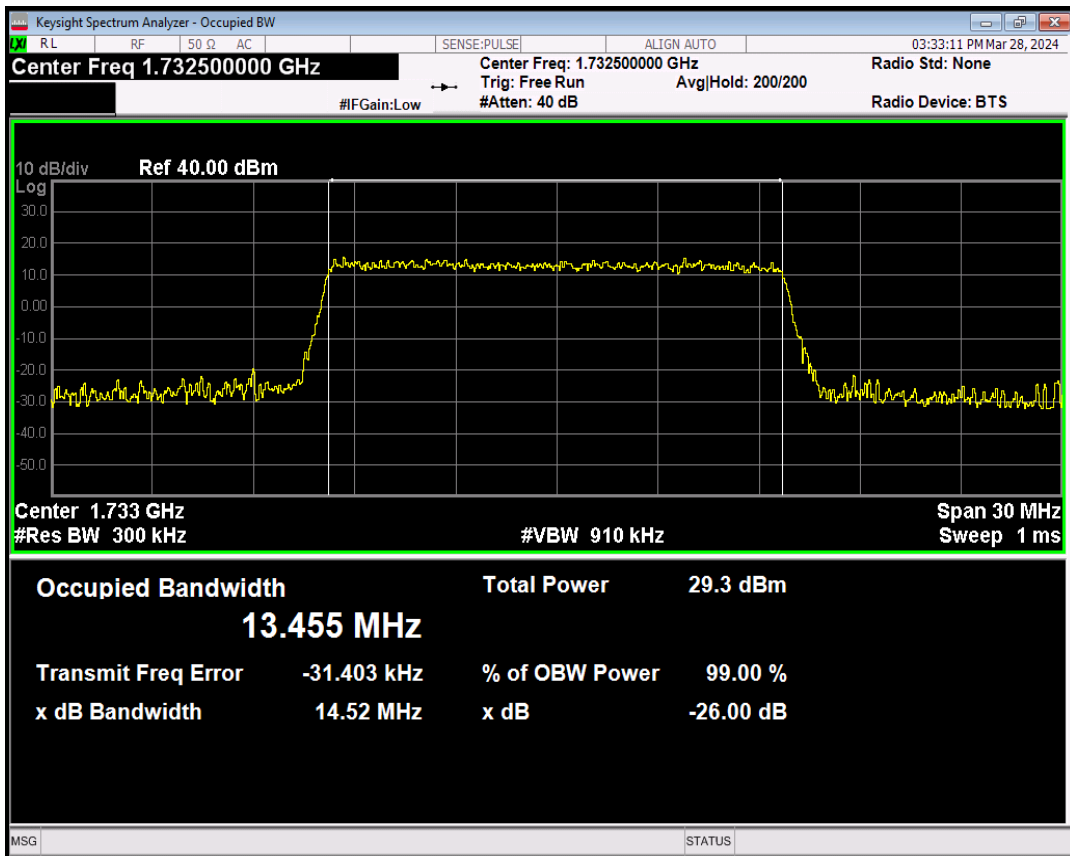 Keysight Spectrum Analyzer - Occupied BW
LXI RL RF 50 Ω AC SENSE:PULSE ALIGN AUTO 03:33:11 PM Mar 28, 2024
Center Freq 1.732500000 GHz Center Freq: 1.732500000 GHz Radio Std: None
Trig: Free Run Avg|Hold: 200/200
#IFGain:Low #Atten: 40 dB Radio Device: BTS
10 dB/div Ref 40.00 dBm
Log
30.0
20.0
10.0
0.00
-10.0
-20.0
-30.0
-40.0
-50.0
Center 1.733 GHz Span 30 MHz
#Res BW 300 kHz #VBW 910 kHz Sweep 1 ms
Occupied Bandwidth Total Power 29.3 dBm
13.455 MHz
Transmit Freq Error -31.403 kHz % of OBW Power 99.00 %
x dB Bandwidth 14.52 MHz x dB -26.00 dB
MSG STATUS